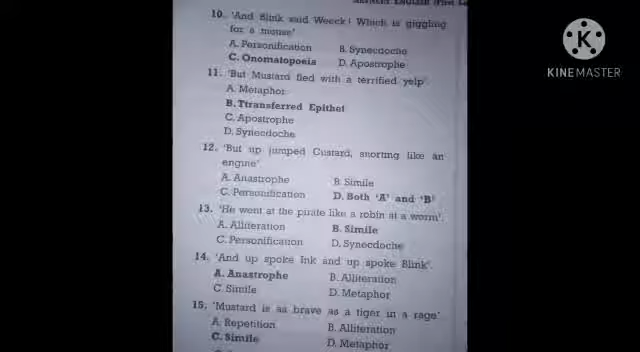 10. 'And Blink said Weeck! Which is giggling
for a mouse'
A. Personification B. Synecdoche
C. Onomatopoeia D. Apostrophe
11. 'But Mustard fled with a terrified yelp'.
A. Metaphor
B. Ttransferred Epithet
C. Apostrophe
D. Synecdoche
12. 'But up jumped Custard, snorting like an
engine'.
A. Anastrophe B. Simile
C. Personification D. Both 'A' and 'B'
13. 'He went at the pirate like a robin at a worm'.
A. Alliteration B. Simile
C. Personification D. Synecdoche
14. 'And up spoke Ink and up spoke Blink'.
A. Anastrophe B. Alliteration
C. Simile D. Metaphor
15. 'Mustard is as brave as a tiger in a rage'
A. Repetition B. Alliteration
C. Simile D. Metaphor
K
KINEMASTER